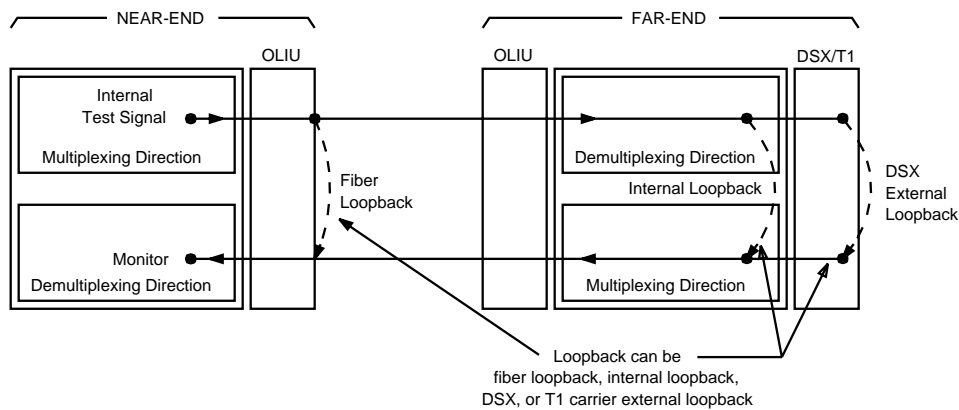 NEAR-END
FAR-END
OLIU
OLIU
DSX/T1
Internal
Test Signal
Multiplexing Direction
Demultiplexing Direction
Fiber
Loopback
Internal Loopback
DSX
External
Loopback
Monitor
Demultiplexing Direction
Multiplexing Direction
Loopback can be
fiber loopback, internal loopback,
DSX, or T1 carrier external loopback